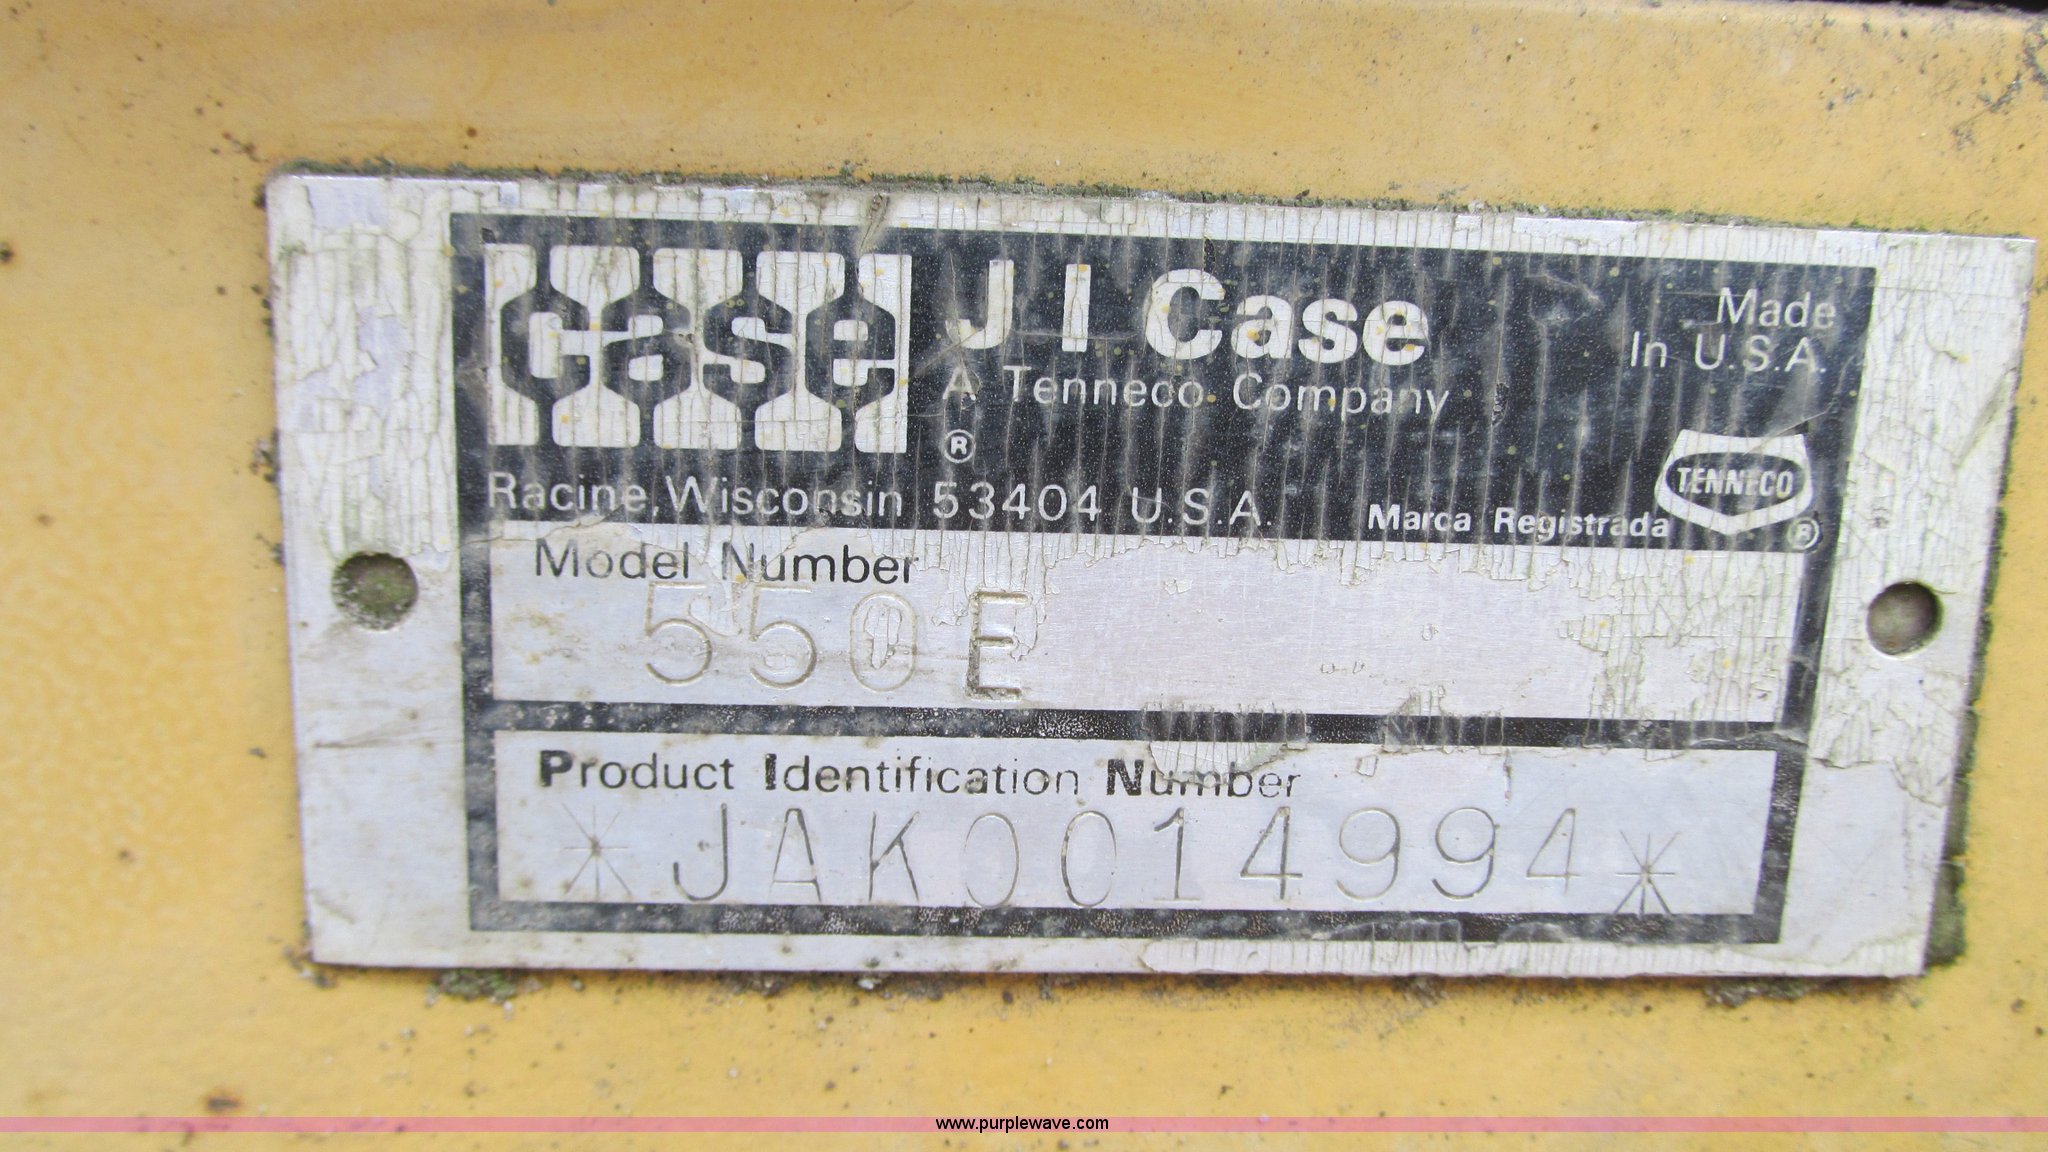 case
J I Case
A Tenneco Company
®
Made
In U.S.A.
Racine, Wisconsin 53404 U.S.A.
Marca Registrada
TENNECO
®
Model Number
550E
Product Identification Number
*JAK0014994*
www.purplewave.com